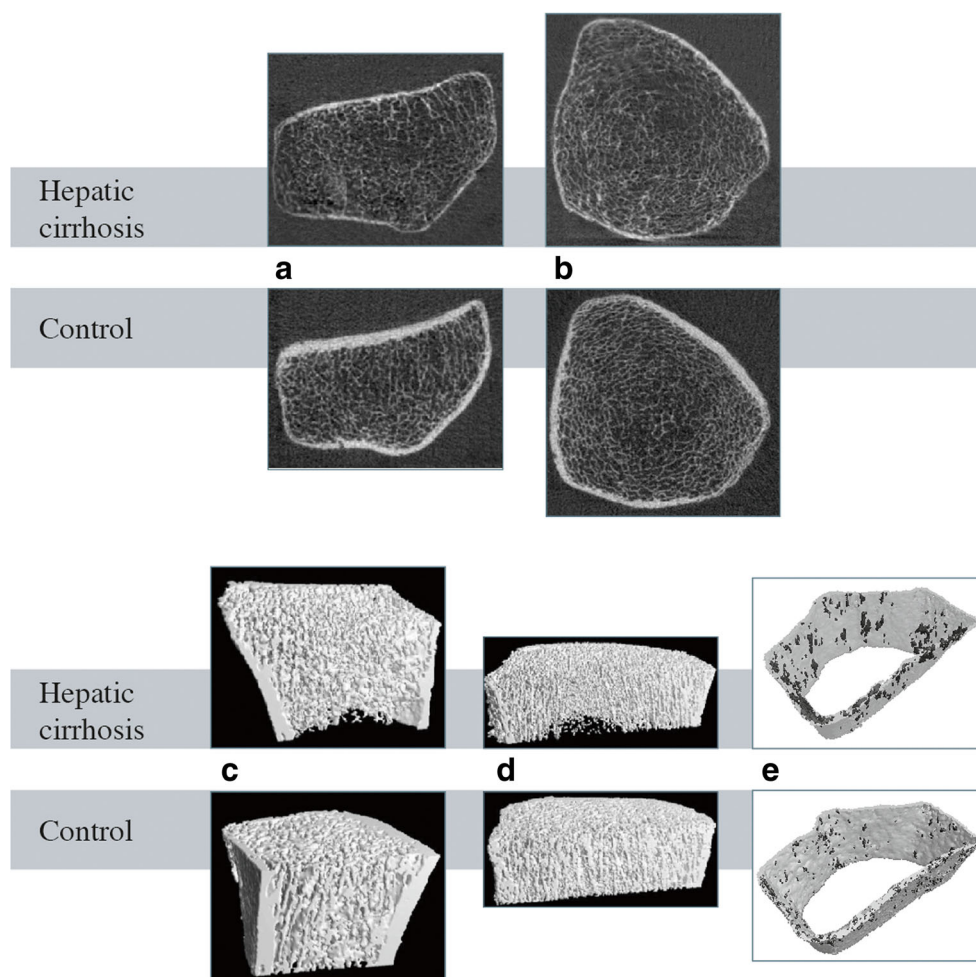 Hepatic
cirrhosis
a
b
Control
Hepatic
cirrhosis
c
d
e
Control